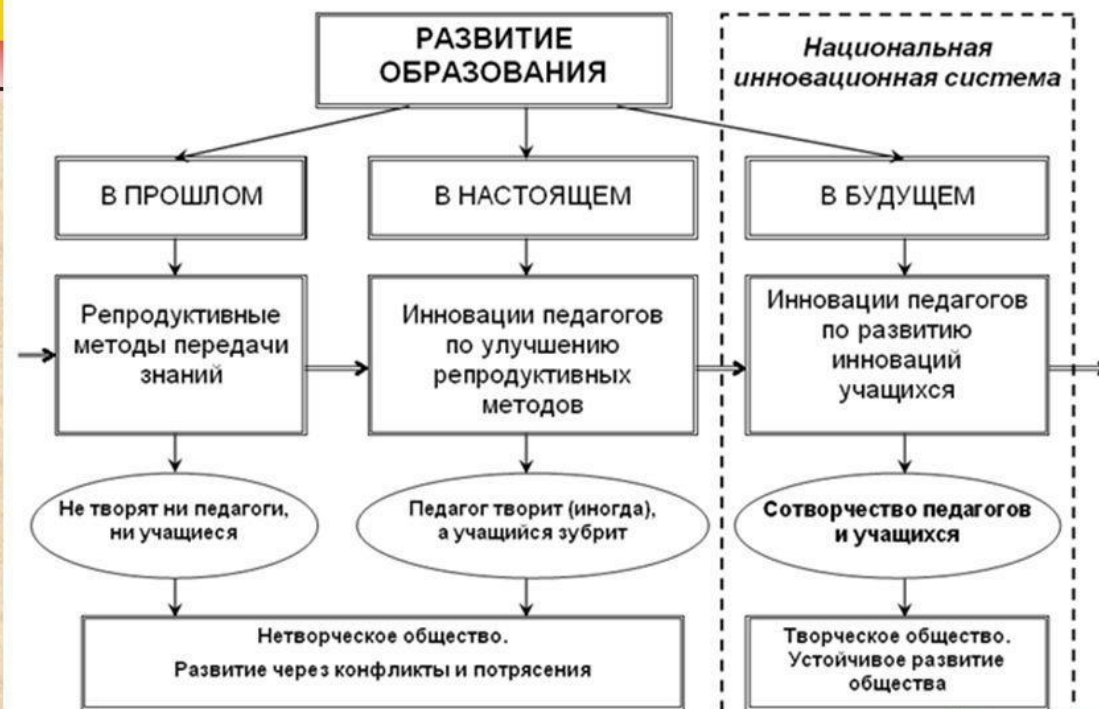 РАЗВИТИЕ
ОБРАЗОВАНИЯ
Национальная
инновационная система
В ПРОШЛОМ
В НАСТОЯЩЕМ
В БУДУЩЕМ
Репродуктивные
методы передачи
знаний
Инновации педагогов
по улучшению
репродуктивных
методов
Инновации педагогов
по развитию
инноваций
учащихся
Не творят ни педагоги,
ни учащиеся
Педагог творит (иногда),
а учащийся зубрит
Сотворчество педагогов
и учащихся
Нетворческое общество.
Развитие через конфликты и потрясения
Творческое общество.
Устойчивое развитие
общества